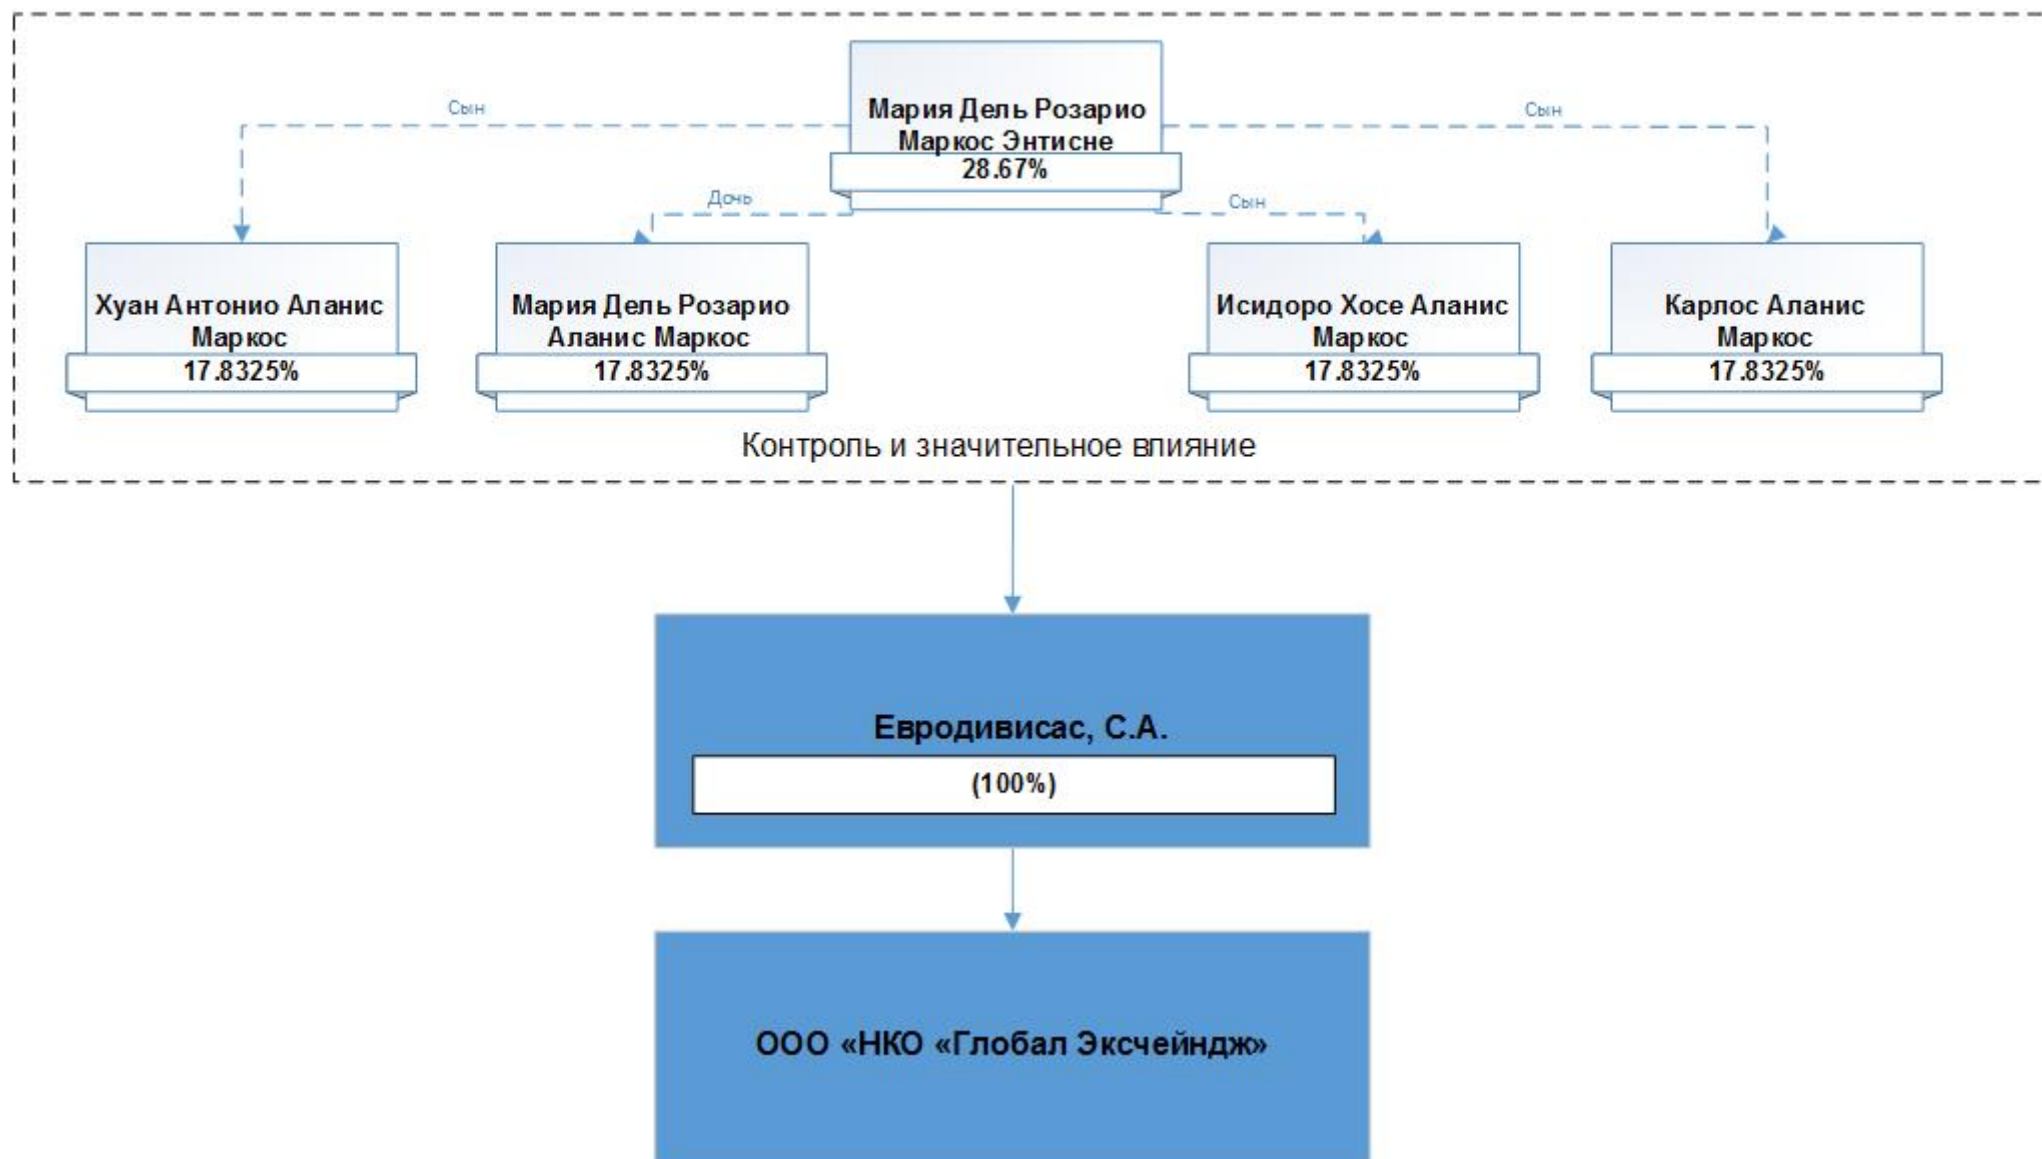 Мария Дель Розарио
Маркос Энтисне
28.67%
Сын
Сын
Дочь
Сын
Хуан Антонио Аланис
Маркос
17.8325%
Мария Дель Розарио
Аланис Маркос
17.8325%
Исидоро Хосе Аланис
Маркос
17.8325%
Карлос Аланис
Маркос
17.8325%
Контроль и значительное влияние
Евродивисас, С.А.
(100%)
ООО «НКО «Глобал Эксчейндж»